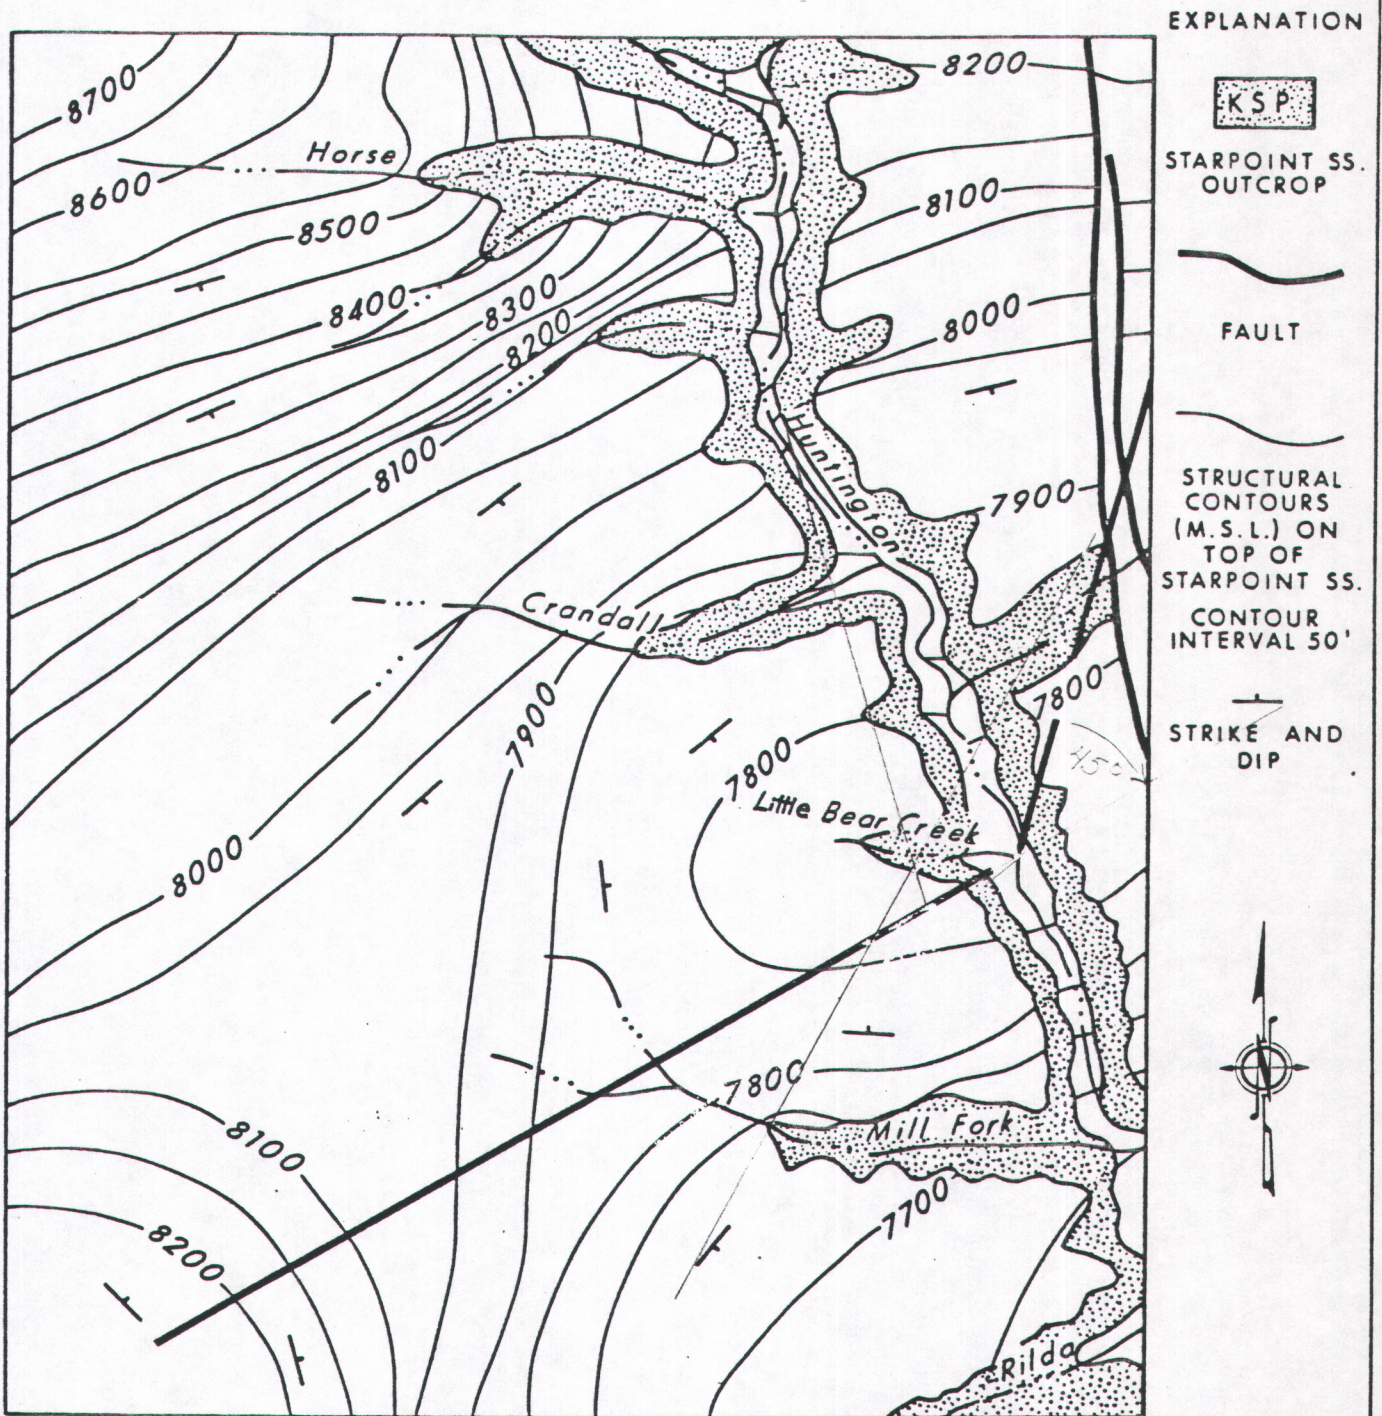 EXPLANATION
KSP
STARPOINT SS.
OUTCROP
FAULT
STRUCTURAL
CONTOURS
(M.S.L.) ON
TOP OF
STARPOINT SS.
CONTOUR
INTERVAL 50'
STRIKE AND
DIP
8700
8200
Horse
8600
8100
8500
8400
8300
8000
8200
8100
Huntington
7900
Crandall
7900
7800
7800
45°
Little Bear Creek
8000
7800
Mill Fork
8100
7700
8200
Rilda